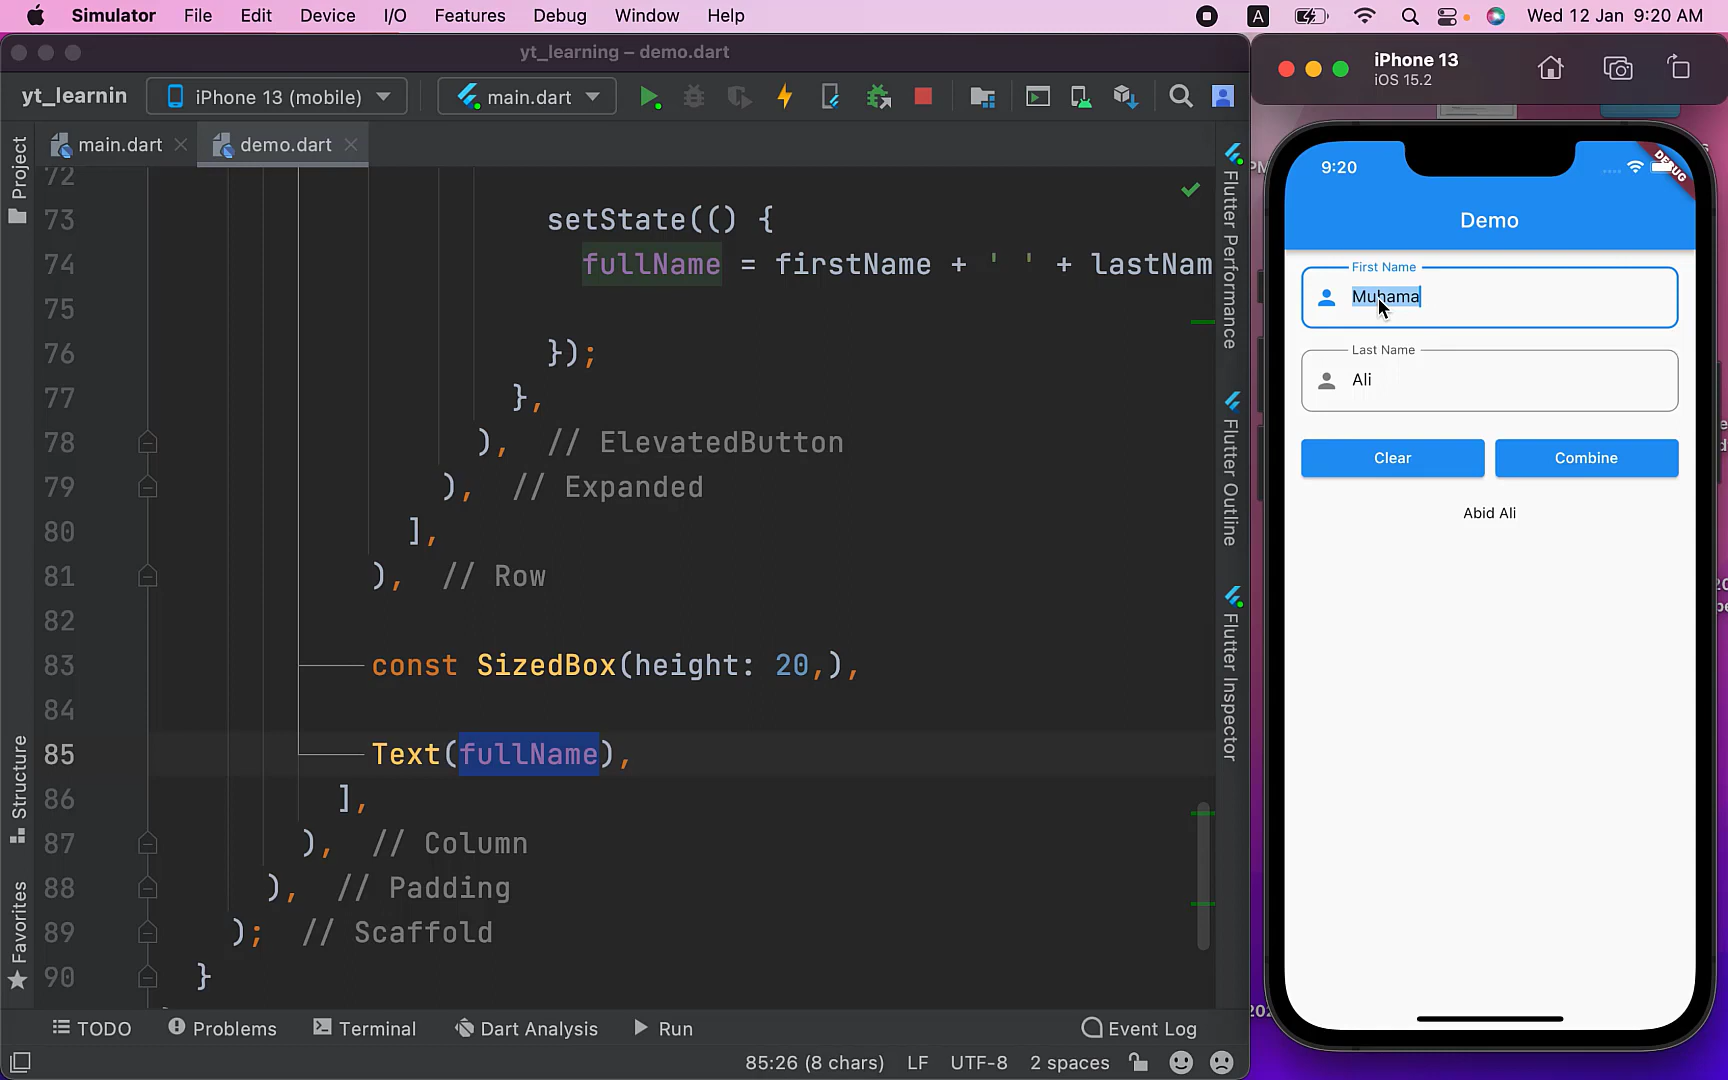 Simulator File Edit Device I/O Features Debug Window Help A Wed 12 Jan 9:20 AM
yt_learning – demo.dart
yt_learnin iPhone 13 (mobile) main.dart
main.dart demo.dart
Project
Structure
Favorites
72
73 setState(() {
74 fullName = firstName + ' ' + lastNam
75
76 });
77 },
78 ), // ElevatedButton
79 ), // Expanded
80 ],
81 ), // Row
82
83 const SizedBox(height: 20,),
84
85 Text(fullName),
86 ],
87 ), // Column
88 ), // Padding
89 ); // Scaffold
90 }
Flutter Performance
Flutter Outline
Flutter Inspector
TODO Problems Terminal Dart Analysis Run Event Log
85:26 (8 chars) LF UTF-8 2 spaces
iPhone 13
iOS 15.2
9:20
DEBUG
Demo
First Name
Muhama
Last Name
Ali
Clear Combine
Abid Ali